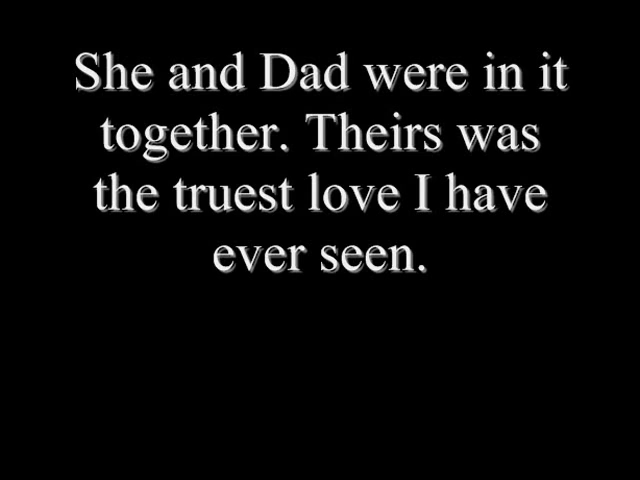 She and Dad were in it
together. Theirs was
the truest love I have
ever seen.